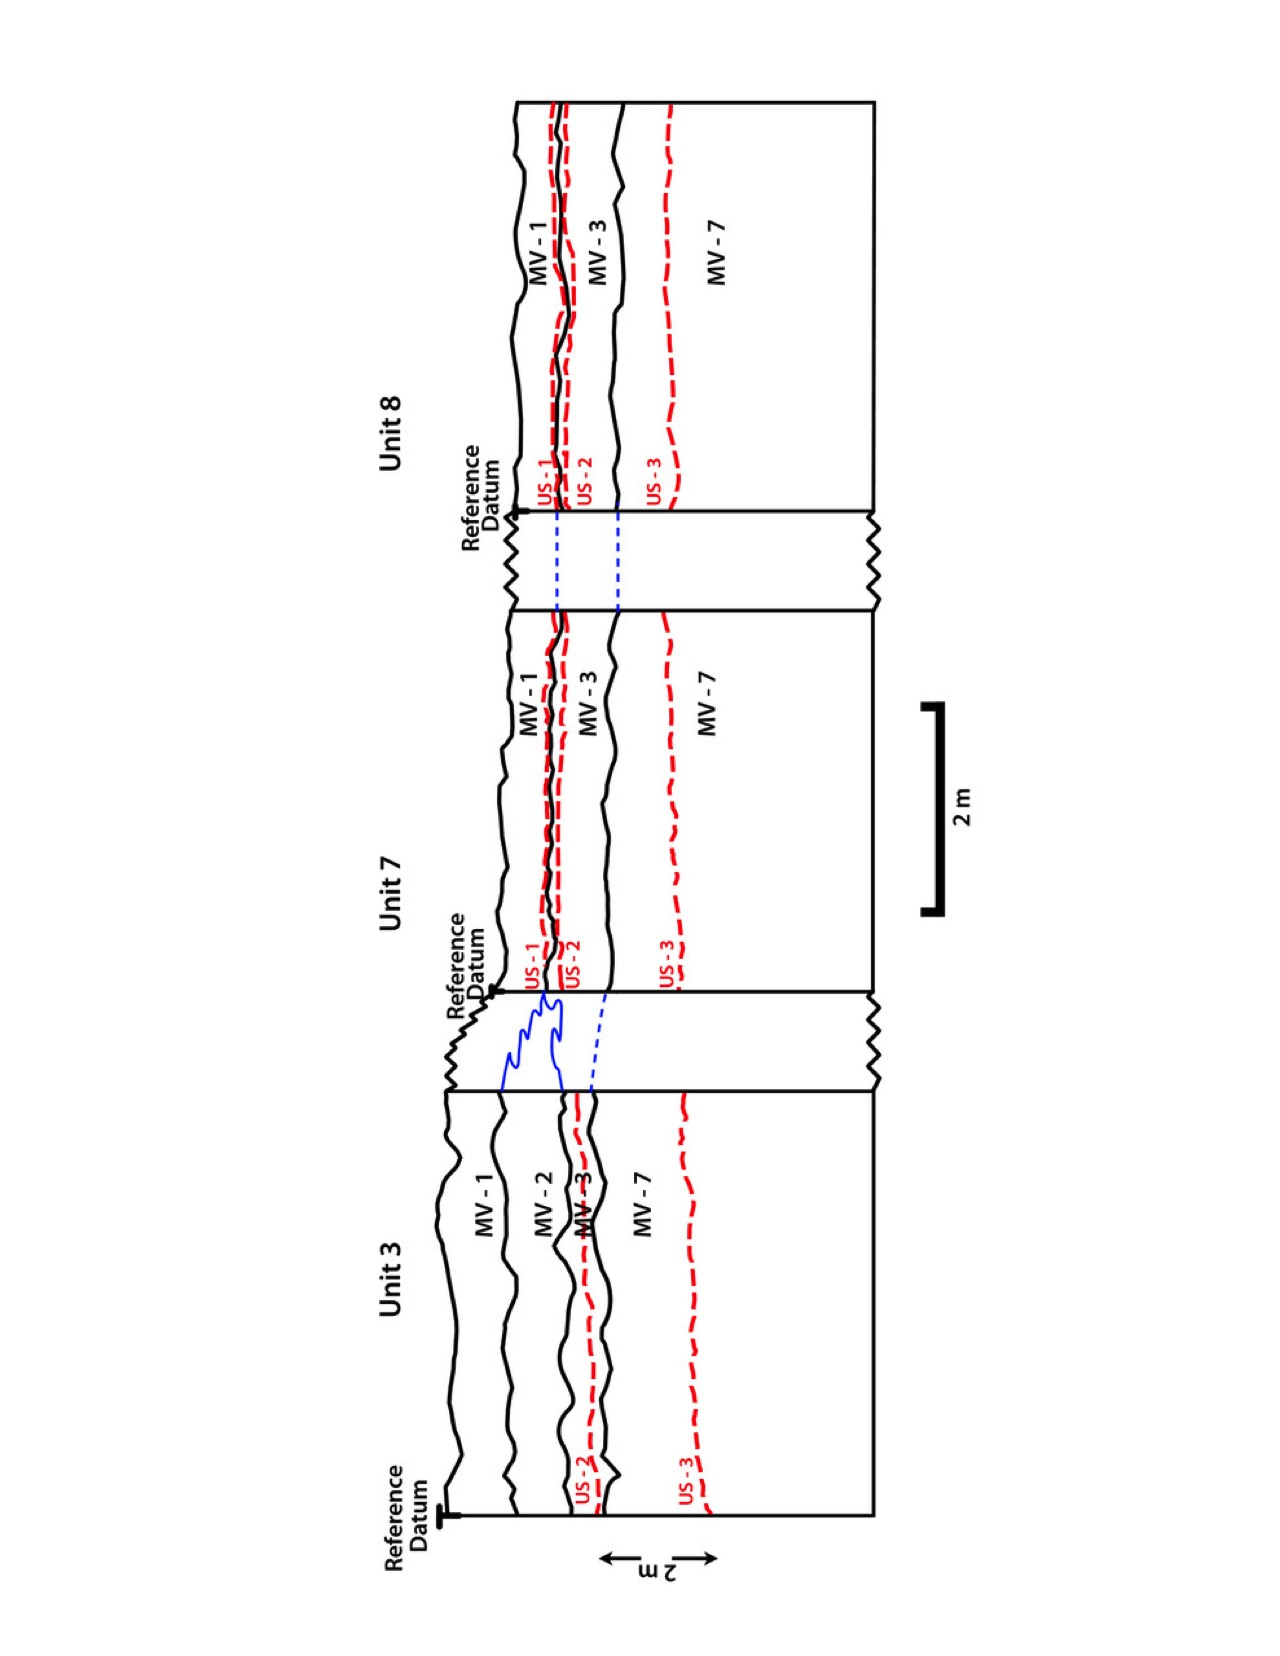 Unit 3
Unit 7
Unit 8
Reference
Datum
Reference
Datum
Reference
Datum
MV - 1
MV - 2
MV - 3
MV - 7
US - 2
US - 3
MV - 1
MV - 3
MV - 7
US - 1
US - 2
US - 3
MV - 1
MV - 3
MV - 7
US - 1
US - 2
US - 3
2 m
2 m